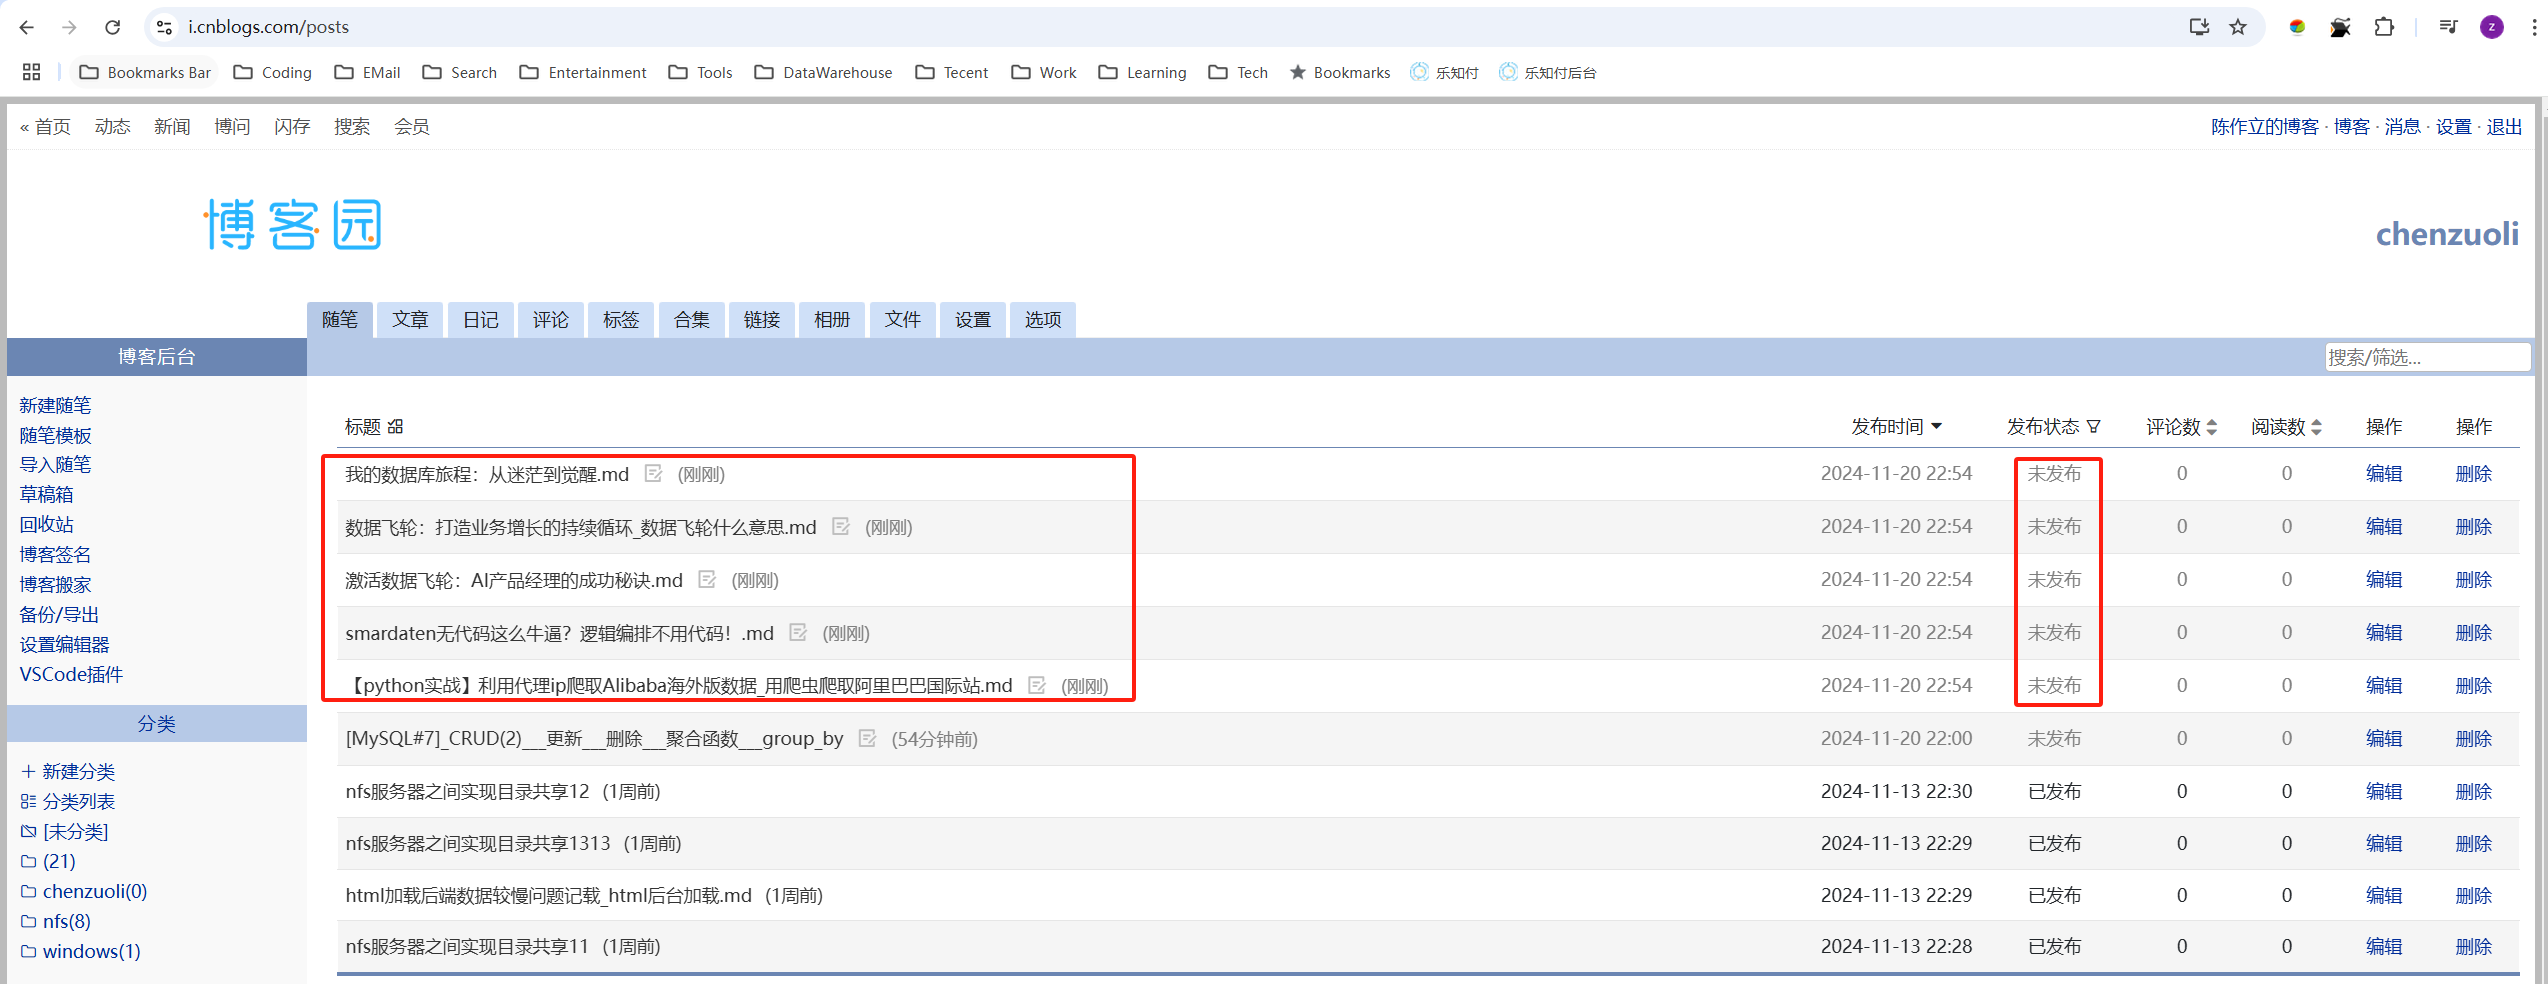 i.cnblogs.com/posts
Z
Bookmarks Bar Coding EMail Search Entertainment Tools DataWarehouse Tecent Work Learning Tech Bookmarks 乐知付 乐知付后台
« 首页 动态 新闻 博问 闪存 搜索 会员 陈作立的博客 · 博客 · 消息 · 设置 · 退出
博客园
chenzuoli
随笔 文章 日记 评论 标签 合集 链接 相册 文件 设置 选项
博客后台 搜索/筛选...
新建随笔
随笔模板
导入随笔
草稿箱
回收站
博客签名
博客搬家
备份/导出
设置编辑器
VSCode插件
分类
新建分类
分类列表
[未分类]
(21)
chenzuoli(0)
nfs(8)
windows(1)
标题 发布时间 发布状态 评论数 阅读数 操作 操作
我的数据库旅程：从迷茫到觉醒.md (刚刚) 2024-11-20 22:54 未发布 0 0 编辑 删除
数据飞轮：打造业务增长的持续循环_数据飞轮什么意思.md (刚刚) 2024-11-20 22:54 未发布 0 0 编辑 删除
激活数据飞轮：AI产品经理的成功秘诀.md (刚刚) 2024-11-20 22:54 未发布 0 0 编辑 删除
smardaten无代码这么牛逼？逻辑编排不用代码！.md (刚刚) 2024-11-20 22:54 未发布 0 0 编辑 删除
【python实战】利用代理ip爬取Alibaba海外版数据_用爬虫爬取阿里巴巴国际站.md (刚刚) 2024-11-20 22:54 未发布 0 0 编辑 删除
[MySQL#7]_CRUD(2)___更新___删除___聚合函数___group_by (54分钟前) 2024-11-20 22:00 未发布 0 0 编辑 删除
nfs服务器之间实现目录共享12 (1周前) 2024-11-13 22:30 已发布 0 0 编辑 删除
nfs服务器之间实现目录共享1313 (1周前) 2024-11-13 22:29 已发布 0 0 编辑 删除
html加载后端数据较慢问题记载_html后台加载.md (1周前) 2024-11-13 22:29 已发布 0 0 编辑 删除
nfs服务器之间实现目录共享11 (1周前) 2024-11-13 22:28 已发布 0 0 编辑 删除